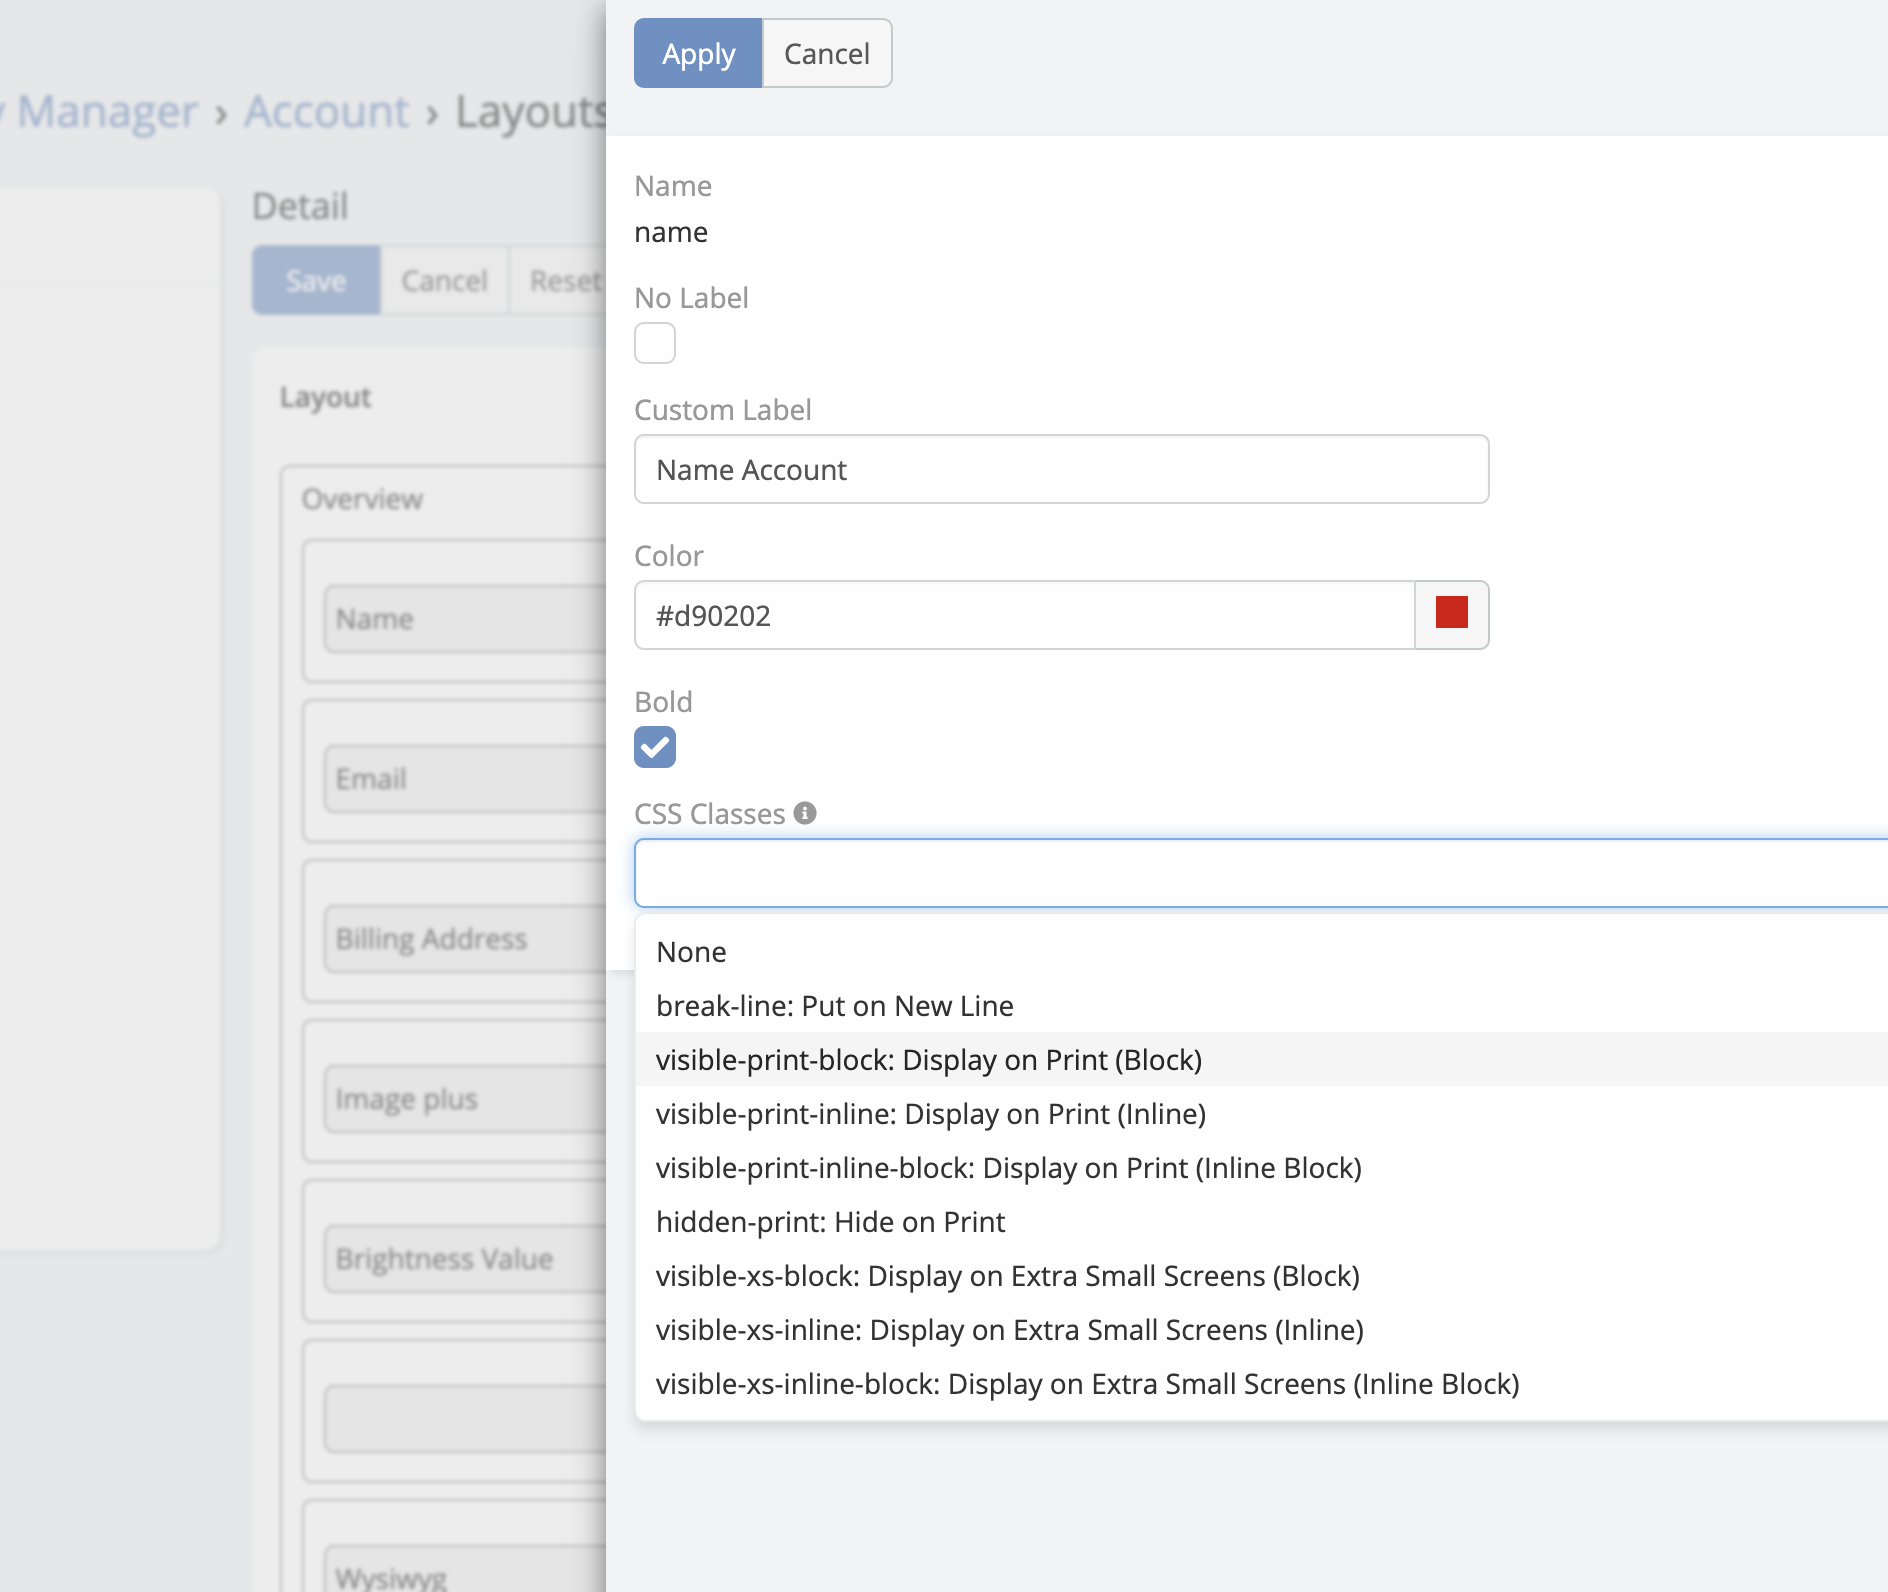 Apply Cancel
Manager › Account › Layouts
Detail
Save Cancel Reset
Layout
Overview
Name
Email
Billing Address
Image plus
Brightness Value
Wysiwyg
Name
name
No Label
Custom Label
Name Account
Color
#d90202
Bold
CSS Classes
None
break-line: Put on New Line
visible-print-block: Display on Print (Block)
visible-print-inline: Display on Print (Inline)
visible-print-inline-block: Display on Print (Inline Block)
hidden-print: Hide on Print
visible-xs-block: Display on Extra Small Screens (Block)
visible-xs-inline: Display on Extra Small Screens (Inline)
visible-xs-inline-block: Display on Extra Small Screens (Inline Block)